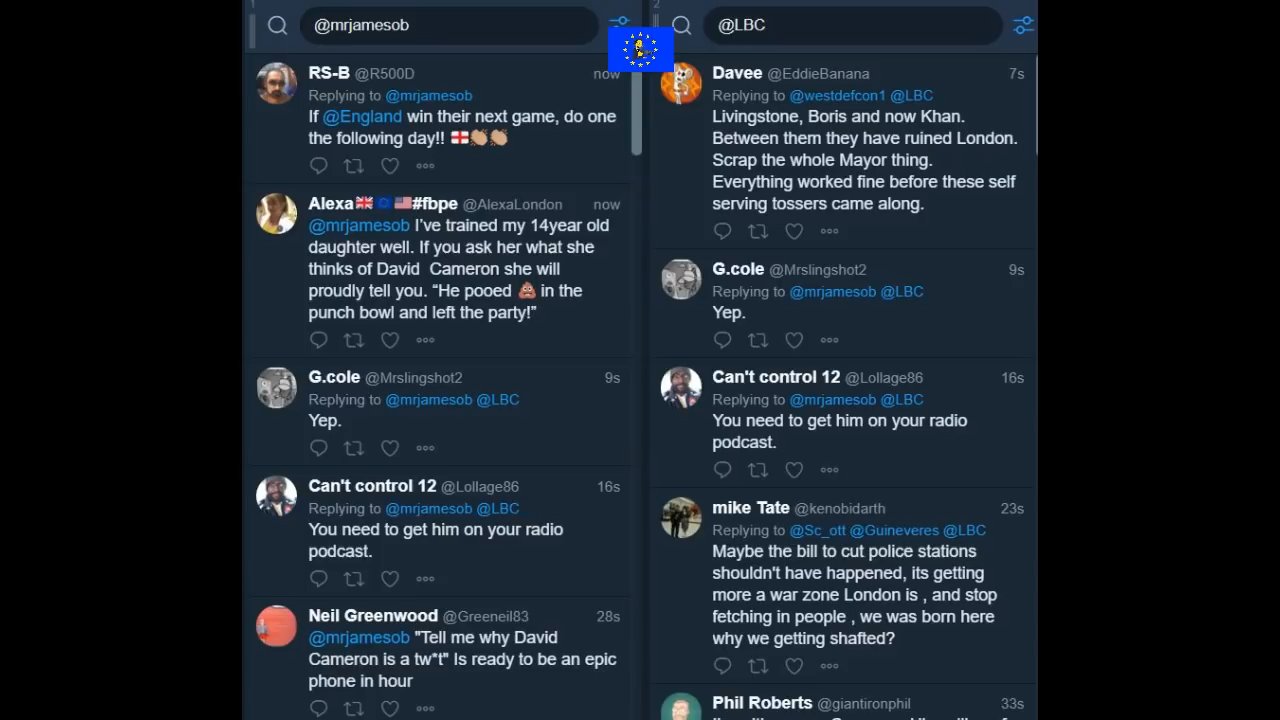 1
@mrjamesob
RS-B @R500D now
Replying to @mrjamesob
If @England win their next game, do one
the following day!! 🏴󠁧󠁢󠁥󠁮󠁧󠁿👏🏼👏🏼
Alexa🇬🇧🇪🇺🇺🇸#fbpe @AlexaLondon now
@mrjamesob I've trained my 14year old
daughter well. If you ask her what she
thinks of David Cameron she will
proudly tell you. “He pooed 💩 in the
punch bowl and left the party!”
G.cole @Mrslingshot2 9s
Replying to @mrjamesob @LBC
Yep.
Can't control 12 @Lollage86 16s
Replying to @mrjamesob @LBC
You need to get him on your radio
podcast.
Neil Greenwood @Greeneil83 28s
@mrjamesob "Tell me why David
Cameron is a tw*t" Is ready to be an epic
phone in hour
2
@LBC
Davee @EddieBanana 7s
Replying to @westdefcon1 @LBC
Livingstone, Boris and now Khan.
Between them they have ruined London.
Scrap the whole Mayor thing.
Everything worked fine before these self
serving tossers came along.
G.cole @Mrslingshot2 9s
Replying to @mrjamesob @LBC
Yep.
Can't control 12 @Lollage86 16s
Replying to @mrjamesob @LBC
You need to get him on your radio
podcast.
mike Tate @kenobidarth 23s
Replying to @Sc_ott @Guineveres @LBC
Maybe the bill to cut police stations
shouldn't have happened, its getting
more a war zone London is , and stop
fetching in people , we was born here
why we getting shafted?
Phil Roberts @giantironphil 33s